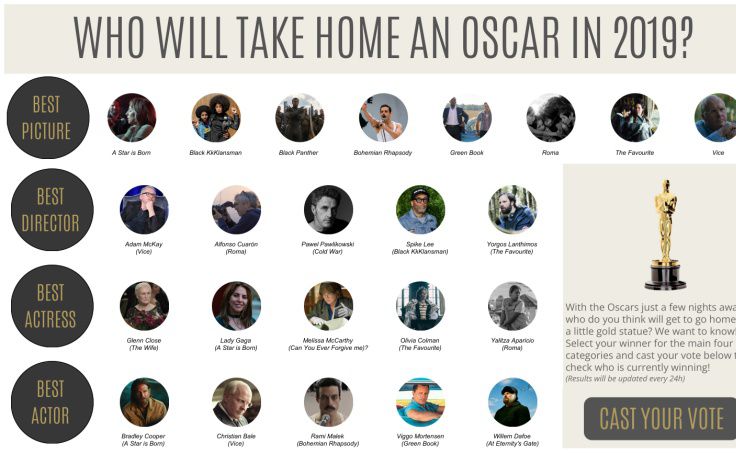 WHO WILL TAKE HOME AN OSCAR IN 2019?
BEST
PICTURE
A Star is Born
Black KkKlansman
Black Panther
Bohemian Rhapsody
Green Book
Roma
The Favourite
Vice
BEST
DIRECTOR
Adam McKay
(Vice)
Alfonso Cuarón
(Roma)
Pawel Pawlikowski
(Cold War)
Spike Lee
(Black KkKlansman)
Yorgos Lanthimos
(The Favourite)
BEST
ACTRESS
Glenn Close
(The Wife)
Lady Gaga
(A Star is Born)
Melissa McCarthy
(Can You Ever Forgive me)?
Olivia Colman
(The Favourite)
Yalitza Aparicio
(Roma)
BEST
ACTOR
Bradley Cooper
(A Star is Born)
Christian Bale
(Vice)
Rami Malek
(Bohemian Rhapsody)
Viggo Mortensen
(Green Book)
Willem Dafoe
(At Eternity's Gate)
With the Oscars just a few nights
who do you think will get to go home
a little gold statue? We want to
Select your winner for the main four
categories and cast your vote below
check who is currently winning!
(Results will be updated every 24h)
CAST YOUR VOTE